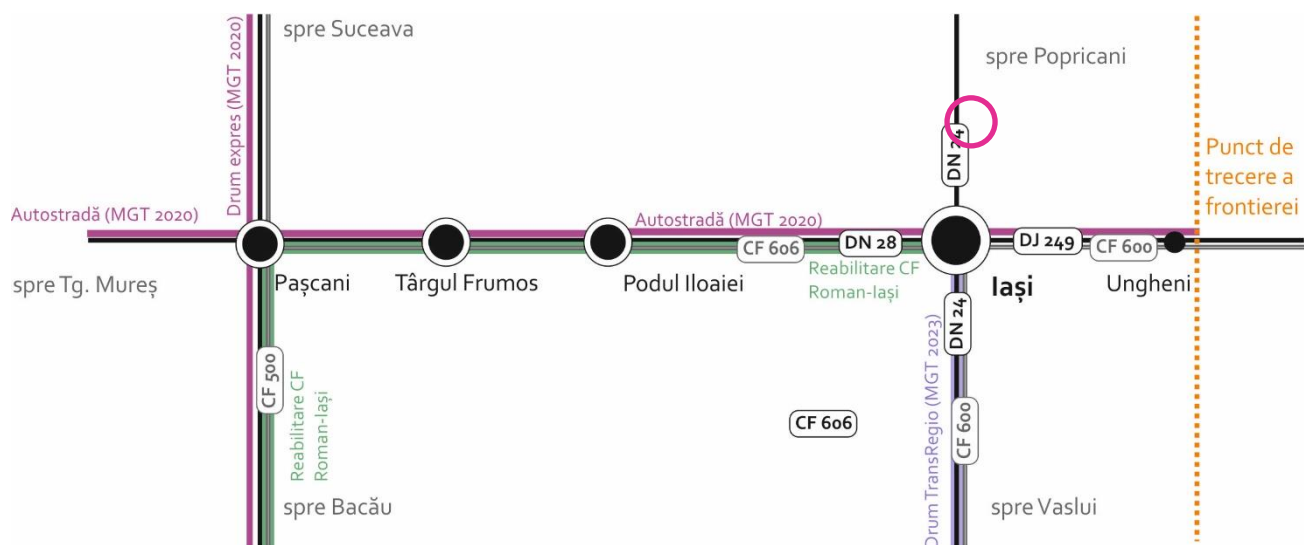 spre Suceava
Drum expres (MGT 2020)
spre Popricani
DN 24
Punct de
trecere a
frontierei
Autostradă (MGT 2020)
Autostradă (MGT 2020)
CF 606
DN 28
DJ 249
CF 600
spre Tg. Mureș
Pașcani
Târgul Frumos
Podul Iloaiei
Reabilitare CF
Roman-Iași
Iași
Ungheni
DN 24
CF 500
Reabilitare CF
Roman-Iași
Drum TransRegio (MGT 2023)
CF 606
CF 600
spre Bacău
spre Vaslui